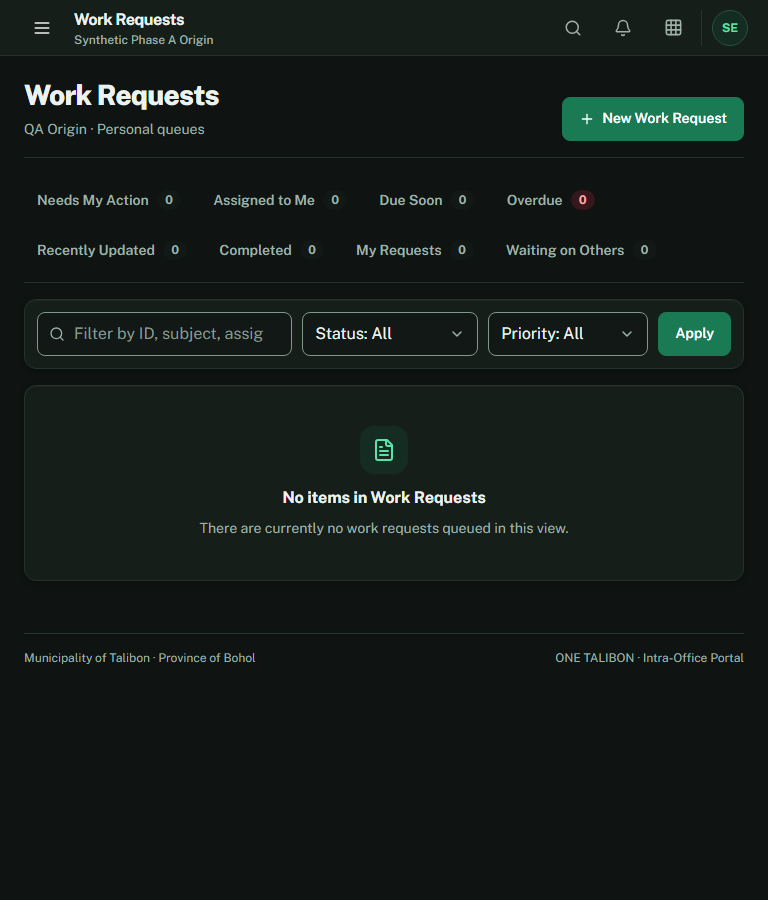 Work Requests
Synthetic Phase A Origin
SE
Work Requests
QA Origin · Personal queues
New Work Request
Needs My Action 0 Assigned to Me 0 Due Soon 0 Overdue 0
Recently Updated 0 Completed 0 My Requests 0 Waiting on Others 0
Filter by ID, subject, assig Status: All Priority: All Apply
No items in Work Requests
There are currently no work requests queued in this view.
Municipality of Talibon · Province of Bohol ONE TALIBON · Intra-Office Portal